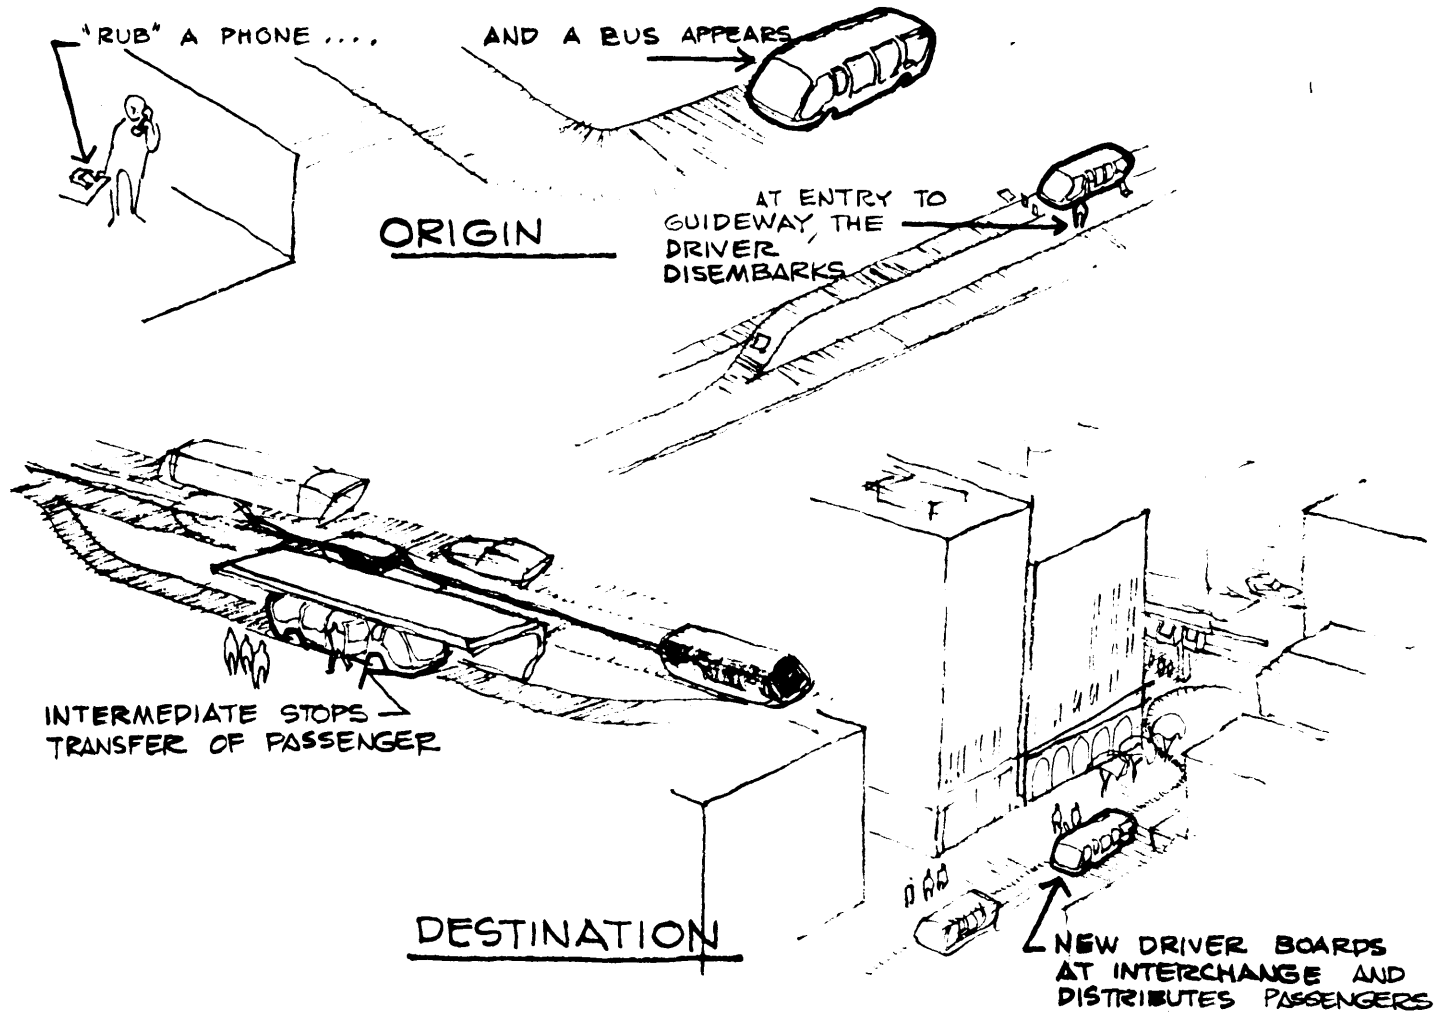 "RUB" A PHONE ....
AND A BUS APPEARS
ORIGIN
AT ENTRY TO
GUIDEWAY, THE
DRIVER
DISEMBARKS
INTERMEDIATE STOPS
TRANSFER OF PASSENGER
DESTINATION
NEW DRIVER BOARDS
AT INTERCHANGE AND
DISTRIBUTES PASSENGERS